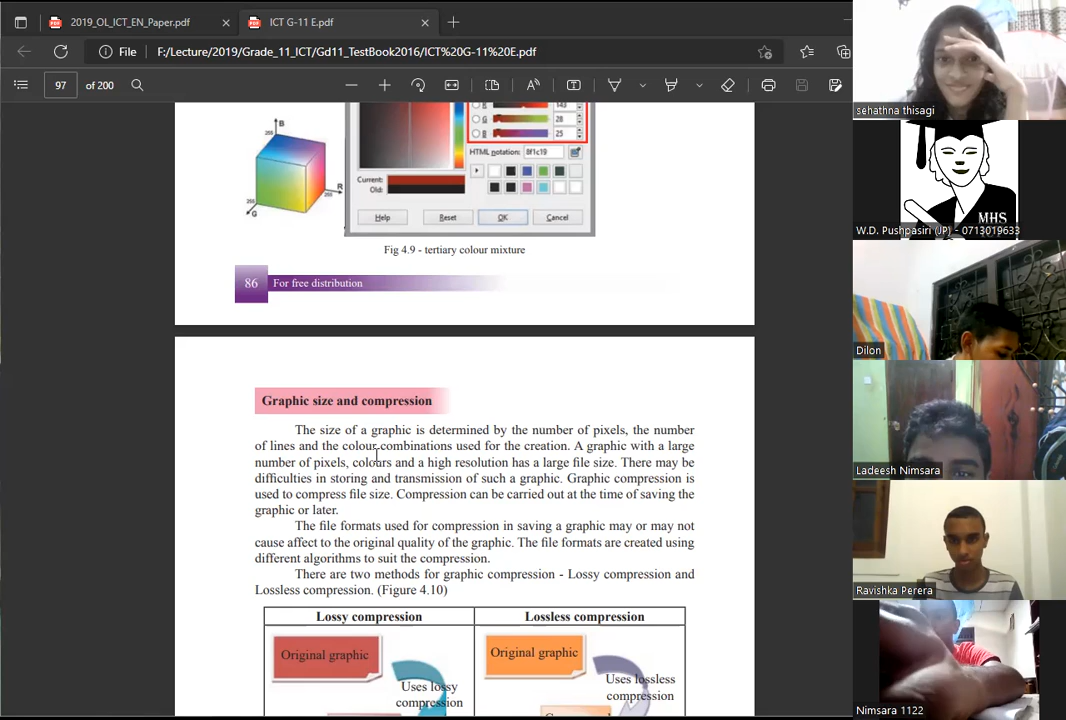 2019_OL_ICT_EN_Paper.pdf
ICT G-11 E.pdf
File
F:/Lecture/2019/Grade_11_ICT/Gd11_TestBook2016/ICT%20G-11%20E.pdf
97 of 200
B
255
R
255
G
G
28
B
25
HTML notation: 8f1c19
Current:
Old:
Help
Reset
OK
Cancel
Fig 4.9 - tertiary colour mixture
86
For free distribution
Graphic size and compression
The size of a graphic is determined by the number of pixels, the number
of lines and the colour combinations used for the creation. A graphic with a large
number of pixels, colours and a high resolution has a large file size. There may be
difficulties in storing and transmission of such a graphic. Graphic compression is
used to compress file size. Compression can be carried out at the time of saving the
graphic or later.
The file formats used for compression in saving a graphic may or may not
cause affect to the original quality of the graphic. The file formats are created using
different algorithms to suit the compression.
There are two methods for graphic compression - Lossy compression and
Lossless compression. (Figure 4.10)
Lossy compression
Lossless compression
Original graphic
Uses lossy
compression
Original graphic
Uses lossless
compression
sehathna thisagi
MHS
W.D. Pushpasiri (JP) - 0713019633
Dilon
Ladeesh Nimsara
Ravishka Perera
Nimsara 1122